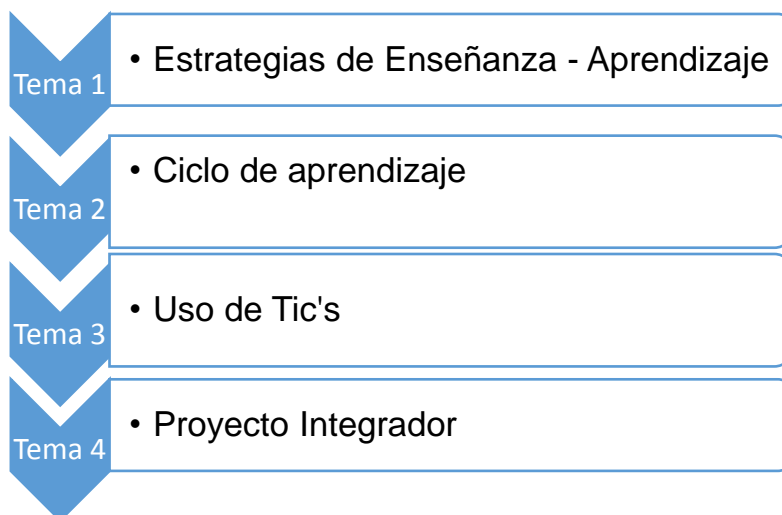 Tema 1
• Estrategias de Enseñanza - Aprendizaje
Tema 2
• Ciclo de aprendizaje
Tema 3
• Uso de Tic's
Tema 4
• Proyecto Integrador